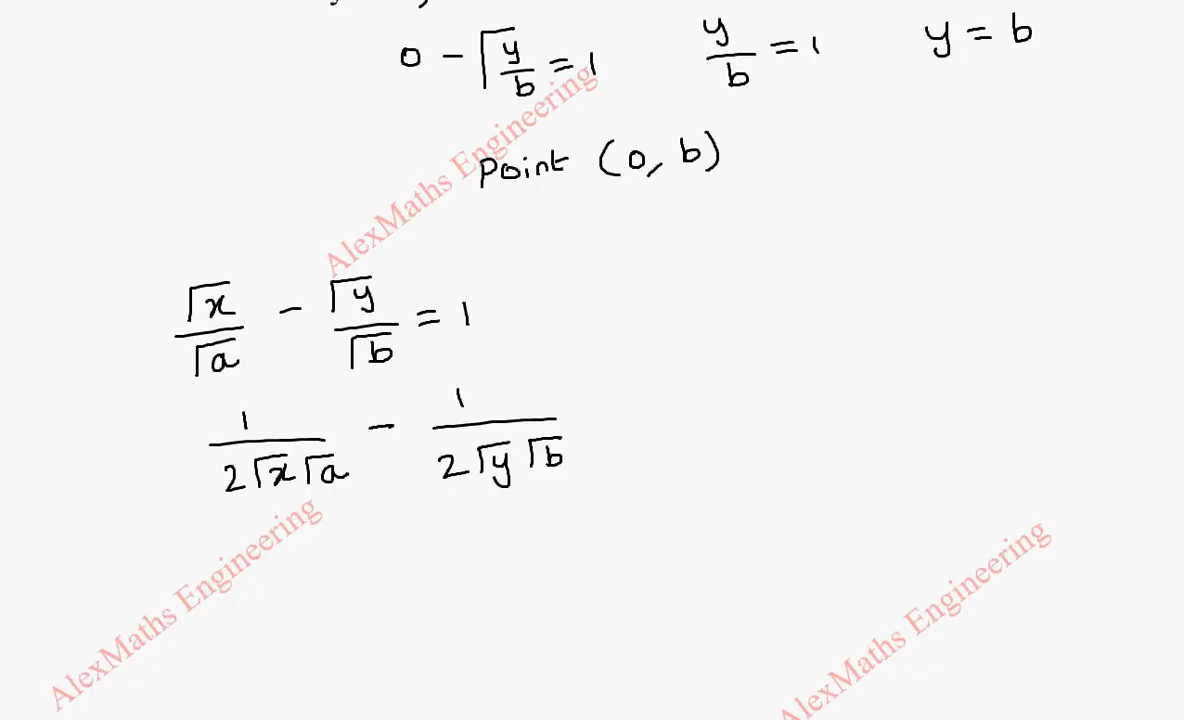 0 - √y/b = 1 y/b = 1 y = b
Point (0, b)
√x/√a - √y/√b = 1
1/2√x√a - 1/2√y√b
AlexMaths Engineering
AlexMaths Engineering
AlexMaths Engineering